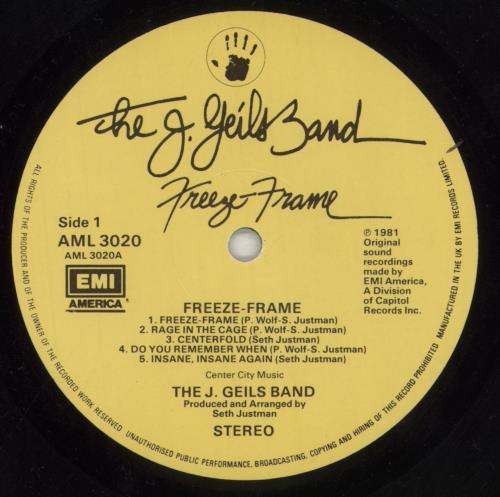 The J. Geils Band
Freeze-Frame
Side 1
AML 3020
AML 3020A
EMI
AMERICA
℗ 1981
Original
sound
recordings
made by
EMI America,
A Division
of Capitol
Records Inc.
FREEZE-FRAME
1. FREEZE-FRAME (P. Wolf-S. Justman)
2. RAGE IN THE CAGE (P. Wolf-S. Justman)
3. CENTERFOLD (Seth Justman)
4. DO YOU REMEMBER WHEN (P. Wolf-S. Justman)
5. INSANE, INSANE AGAIN (Seth Justman)
Center City Music
THE J. GEILS BAND
Produced and Arranged by
Seth Justman
STEREO
ALL RIGHTS OF THE PRODUCER AND OF THE OWNER OF THE RECORDED WORK RESERVED UNAUTHORISED PUBLIC PERFORMANCE, BROADCASTING, COPYING AND HIRING OF THIS RECORD PROHIBITED MANUFACTURED IN THE UK BY EMI RECORDS LIMITED